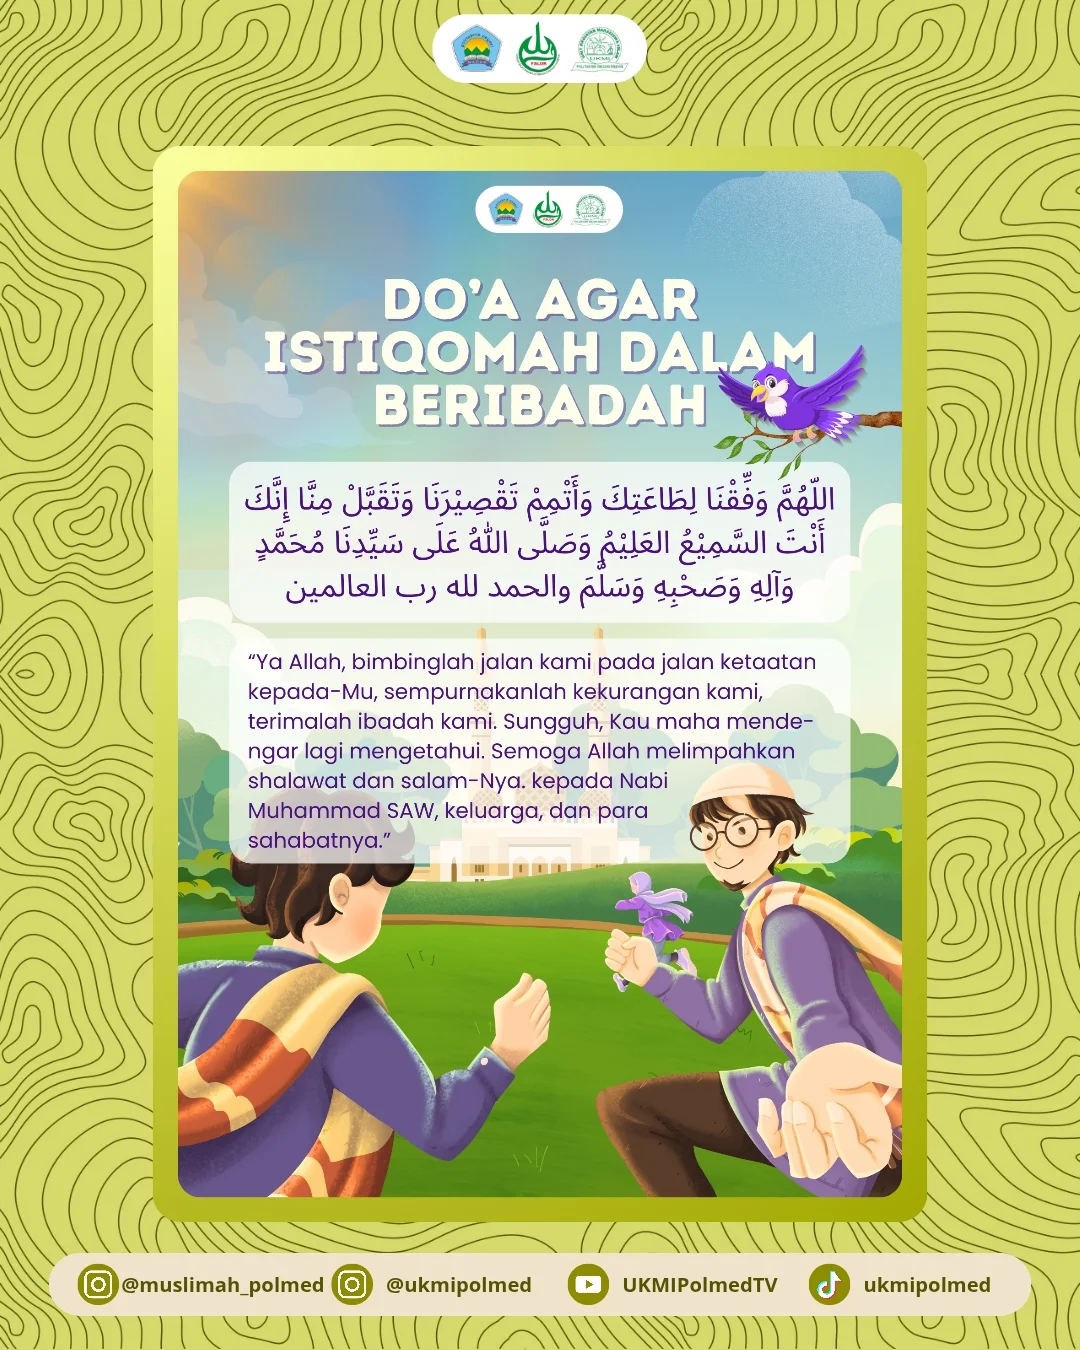 DO'A AGAR
ISTIQOMAH DALAM
BERIBADAH
اللّهُمَّ وَفِّقْنَا لِطَاعَتِكَ وَأَتْمِمْ تَقْصِيْرَنَا وَتَقَبَّلْ مِنَّا إِنَّكَ
أَنْتَ السَّمِيْعُ العَلِيْمُ وَصَلَّى اللّٰهُ عَلَى سَيِّدِنَا مُحَمَّدٍ
وَآلِهِ وَصَحْبِهِ وَسَلَّمَ والحمد لله رب العالمين
“Ya Allah, bimbinglah jalan kami pada jalan ketaatan
kepada-Mu, sempurnakanlah kekurangan kami,
terimalah ibadah kami. Sungguh, Kau maha mende-
ngar lagi mengetahui. Semoga Allah melimpahkan
shalawat dan salam-Nya. kepada Nabi
Muhammad SAW, keluarga, dan para
sahabatnya.”
@muslimah_polmed @ukmipolmed UKMIPolmedTV ukmipolmed